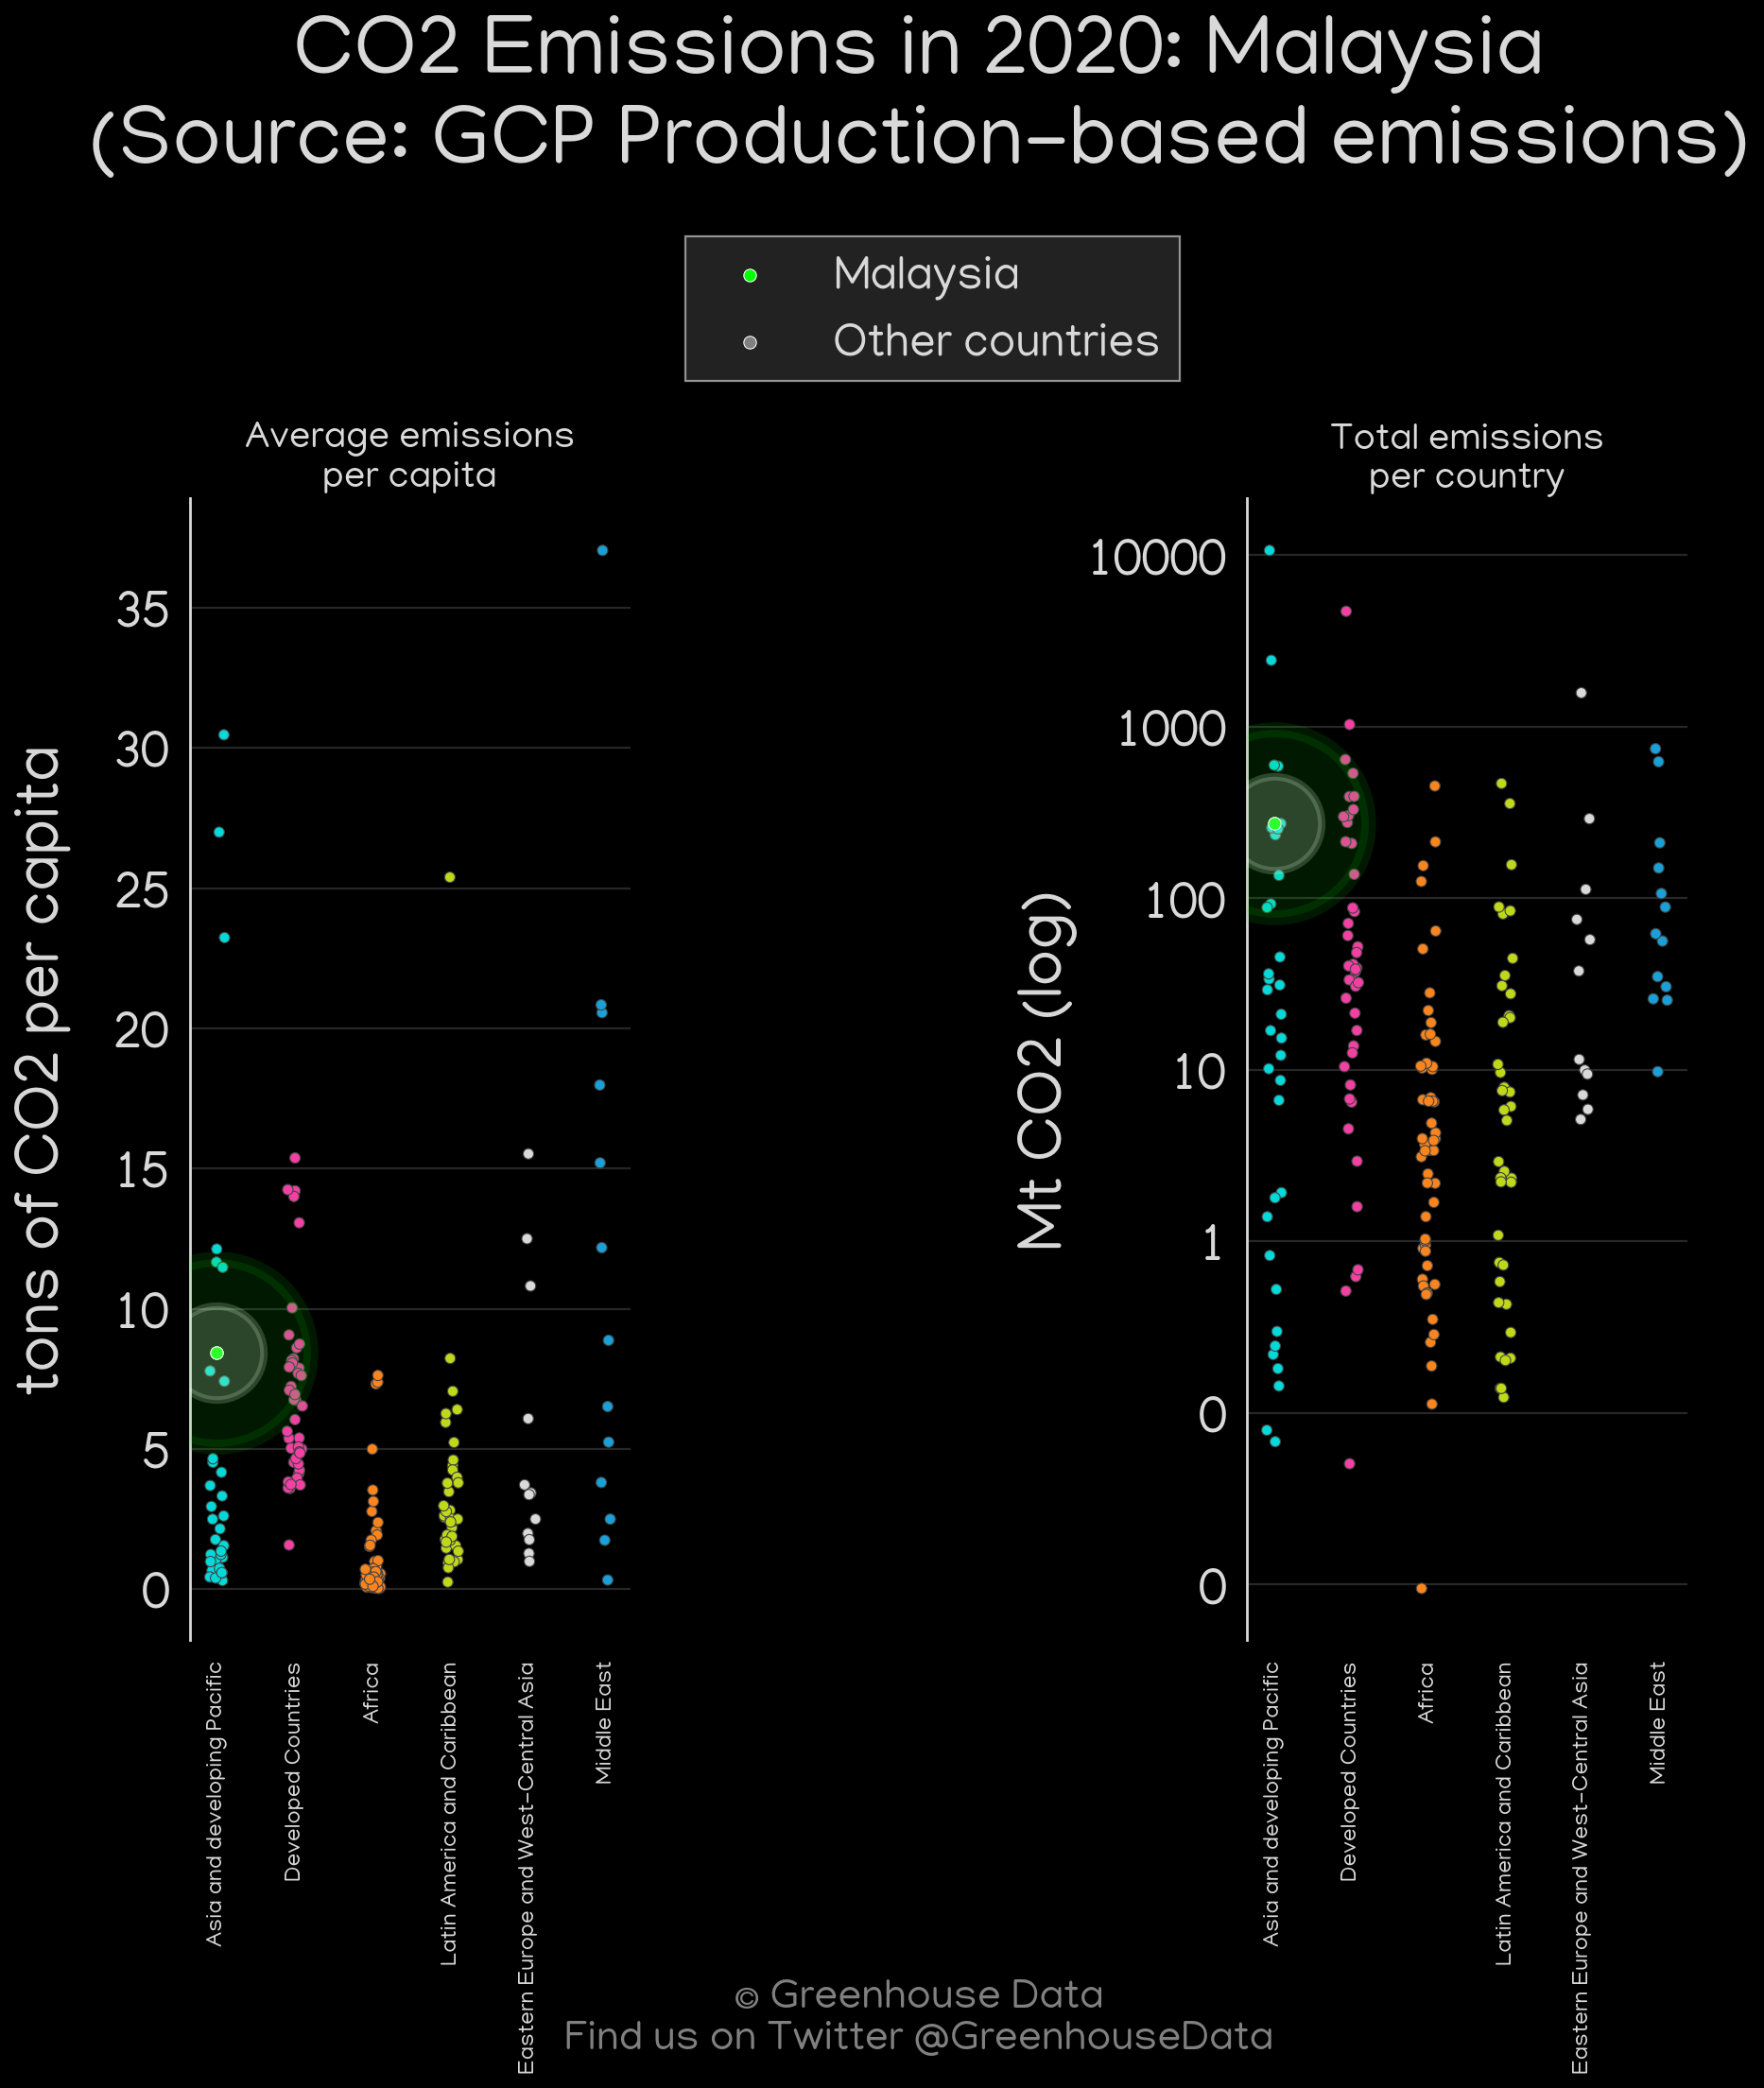 CO2 Emissions in 2020: Malaysia
(Source: GCP Production-based emissions)
Malaysia
Other countries
Average emissions
per capita
tons of CO2 per capita
35
30
25
20
15
10
5
0
Asia and developing Pacific
Developed Countries
Africa
Latin America and Caribbean
Eastern Europe and West-Central Asia
Middle East
Total emissions
per country
Mt CO2 (log)
10000
1000
100
10
1
0
0
Asia and developing Pacific
Developed Countries
Africa
Latin America and Caribbean
Eastern Europe and West-Central Asia
Middle East
© Greenhouse Data
Find us on Twitter @GreenhouseData